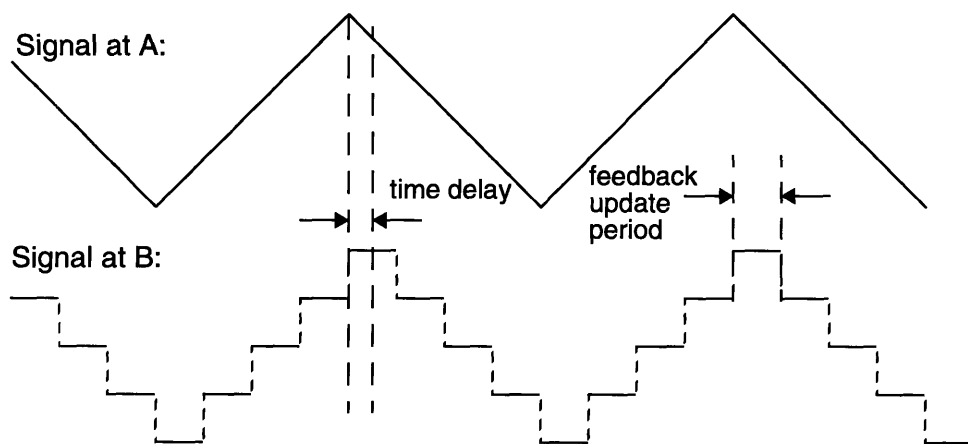 Signal at A:
time delay
feedback
update
period
Signal at B: